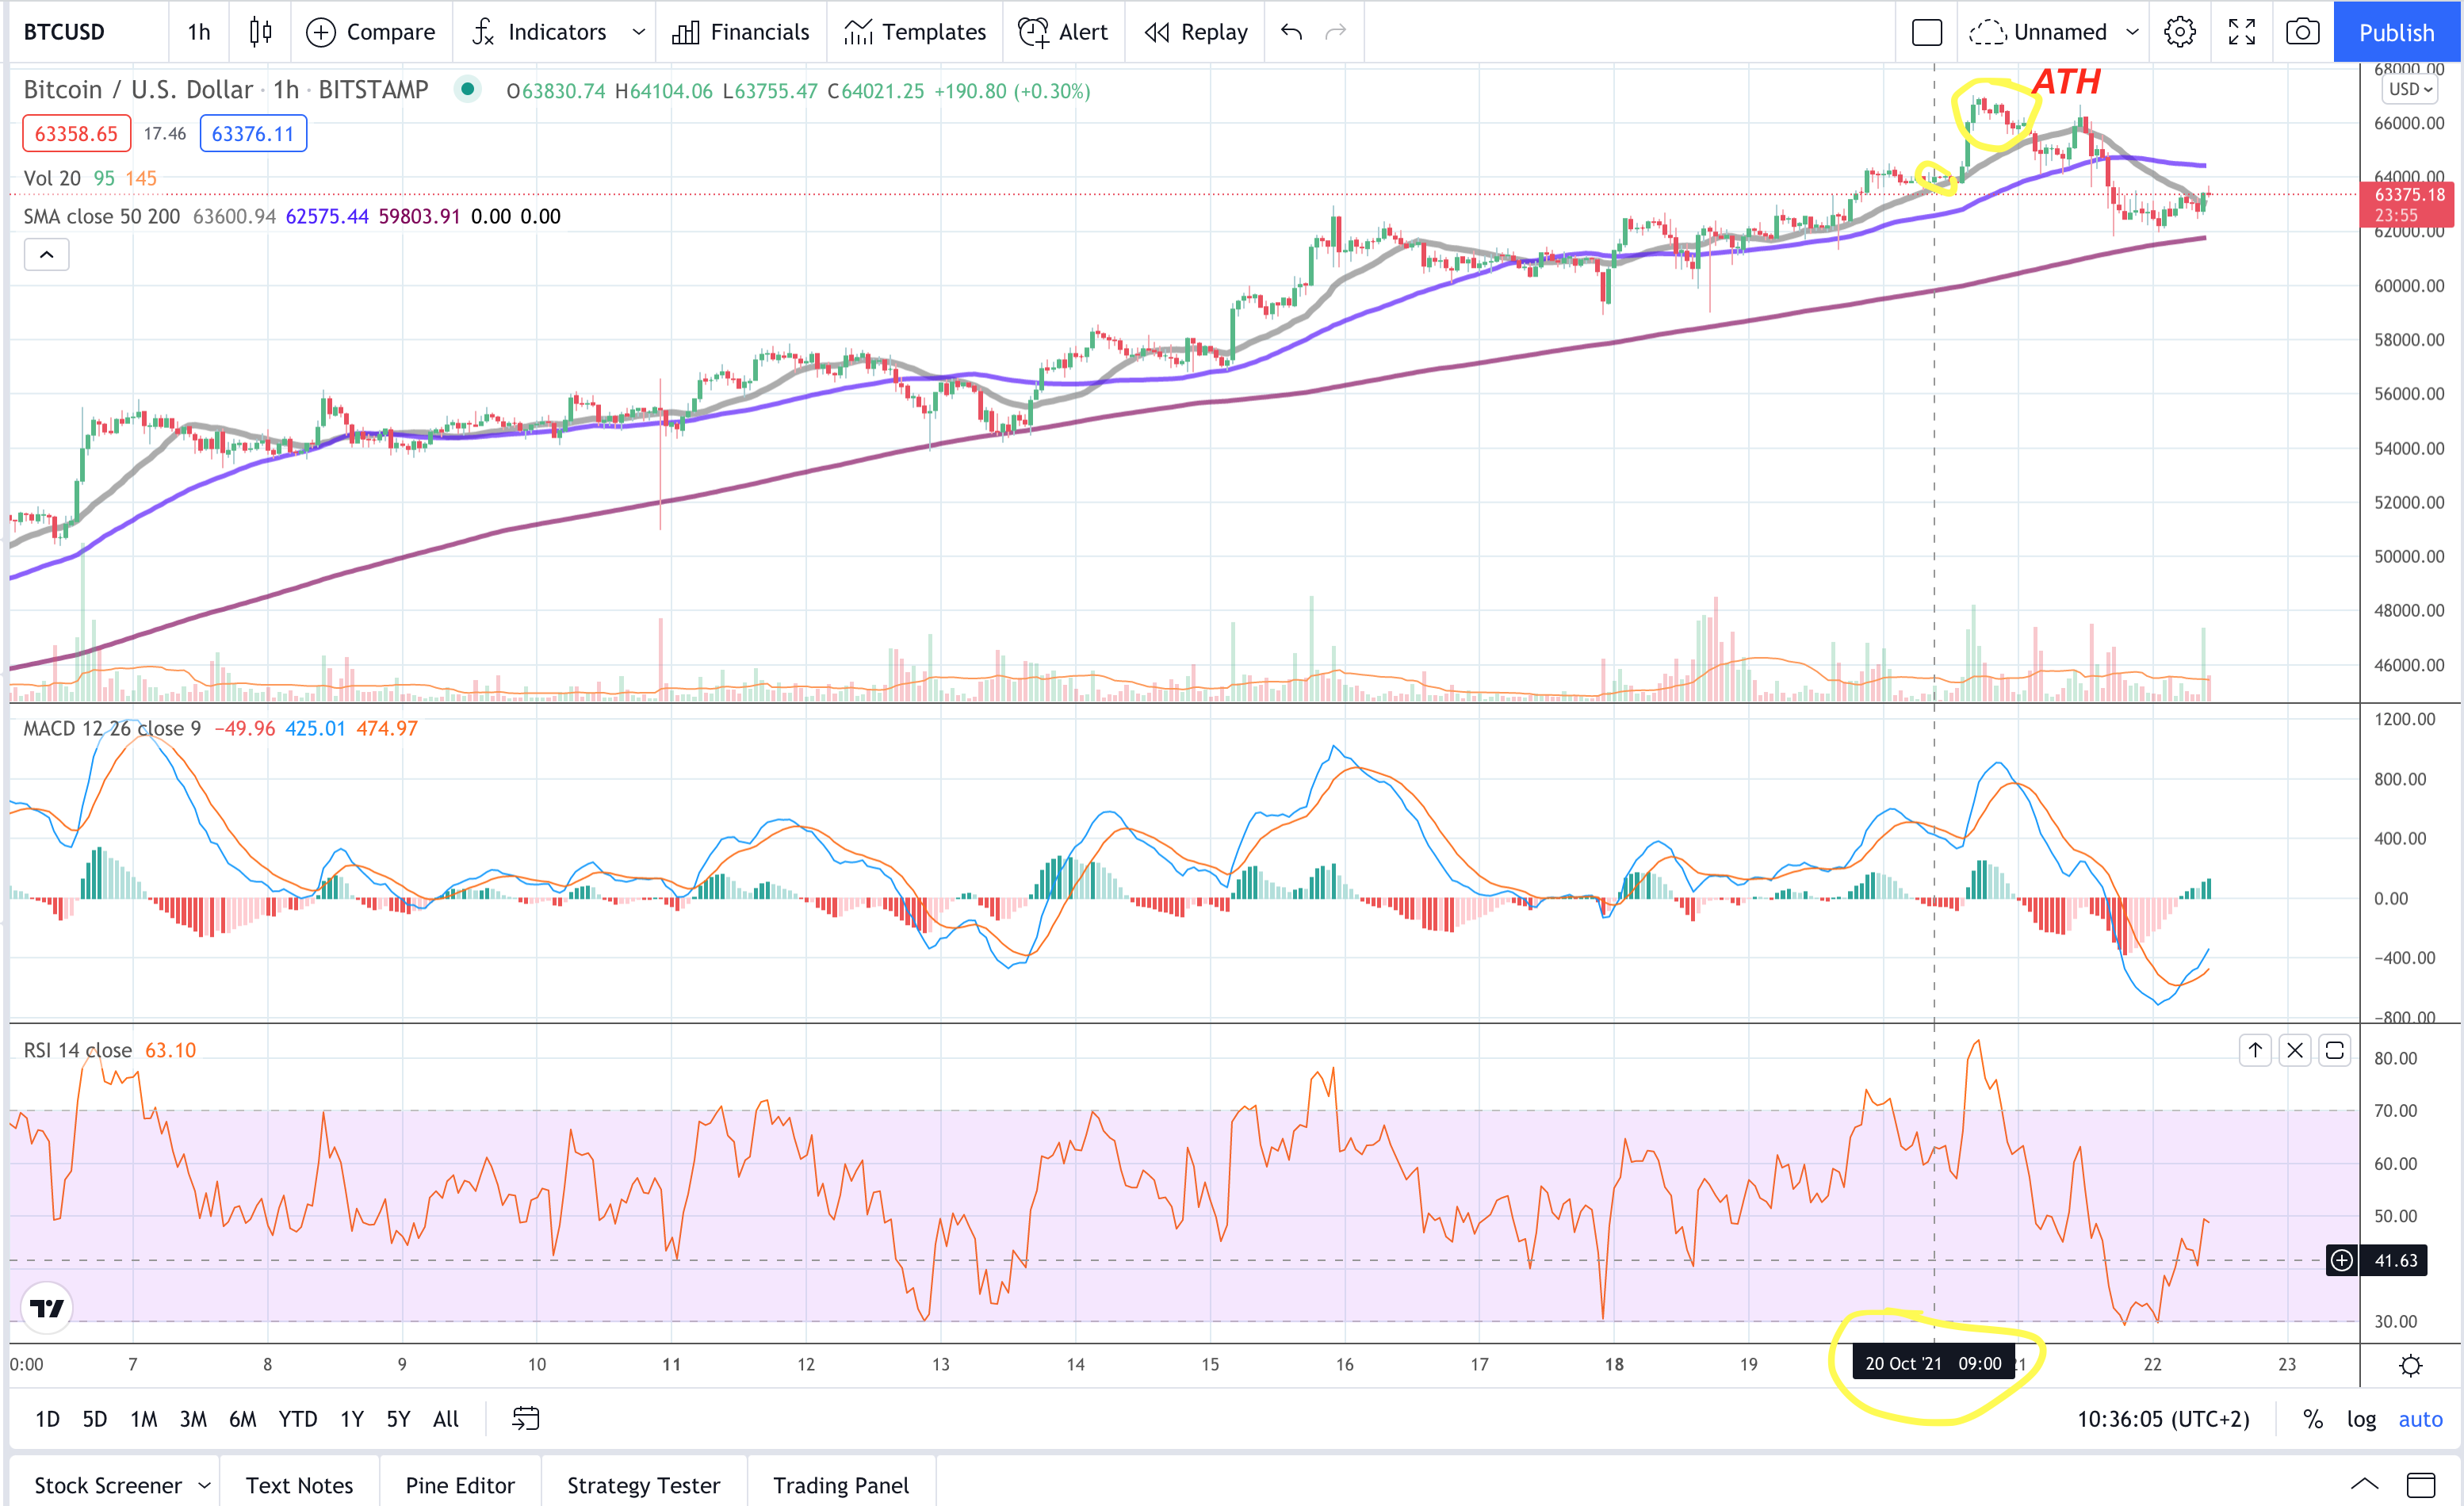 BTCUSD 1h Compare Indicators Financials Templates Alert Replay Unnamed Publish
Bitcoin / U.S. Dollar · 1h · BITSTAMP O63830.74 H64104.06 L63755.47 C64021.25 +190.80 (+0.30%)
63358.65 17.46 63376.11
Vol 20 95 145
SMA close 50 200 63600.94 62575.44 59803.91 0.00 0.00
ATH
68000.00
USD
66000.00
64000.00
63375.18
23:55
62000.00
60000.00
58000.00
56000.00
54000.00
52000.00
50000.00
48000.00
46000.00
MACD 12 26 close 9 −49.96 425.01 474.97
1200.00
800.00
400.00
0.00
−400.00
−800.00
RSI 14 close 63.10
80.00
70.00
60.00
50.00
41.63
30.00
0:00 7 8 9 10 11 12 13 14 15 16 17 18 19 20 Oct '21 09:00 21 22 23
1D 5D 1M 3M 6M YTD 1Y 5Y All 10:36:05 (UTC+2) % log auto
Stock Screener Text Notes Pine Editor Strategy Tester Trading Panel